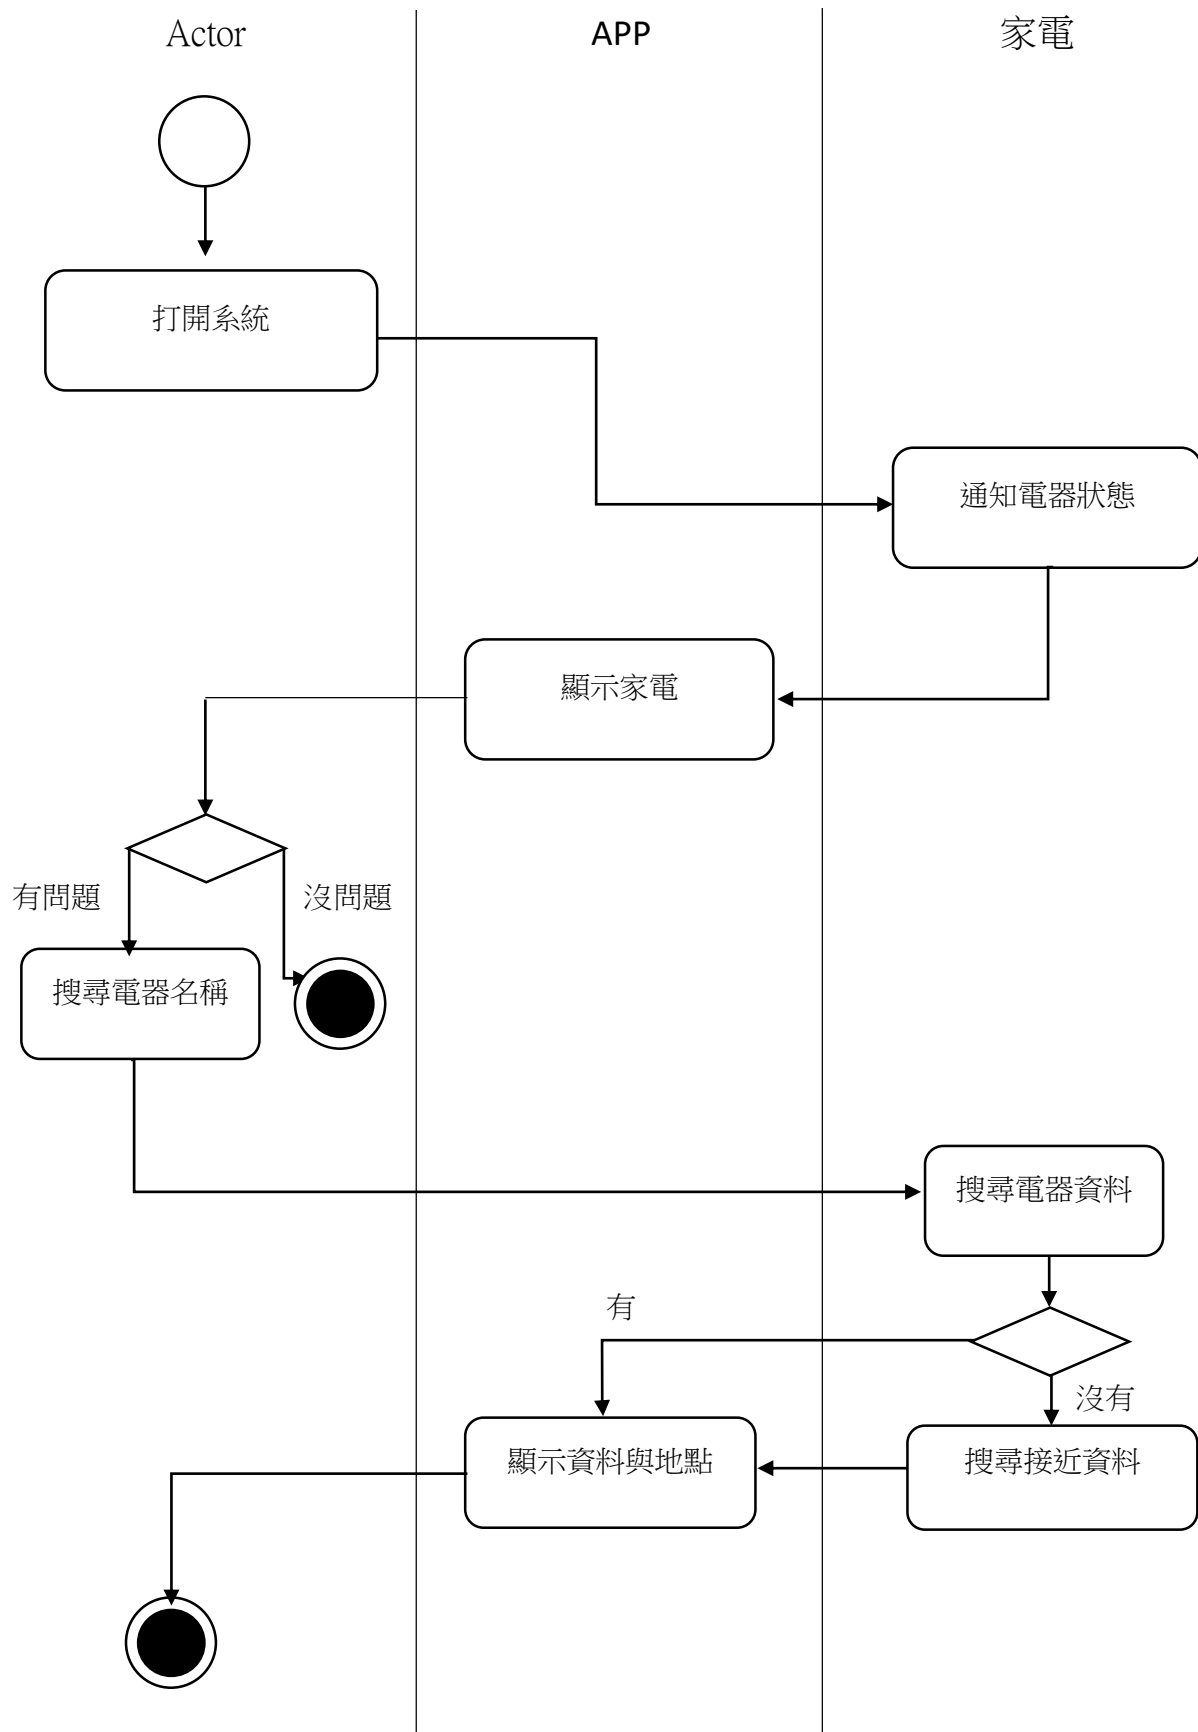 Actor
APP
家電
打開系統
通知電器狀態
顯示家電
有問題
沒問題
搜尋電器名稱
搜尋電器資料
有
沒有
顯示資料與地點
搜尋接近資料